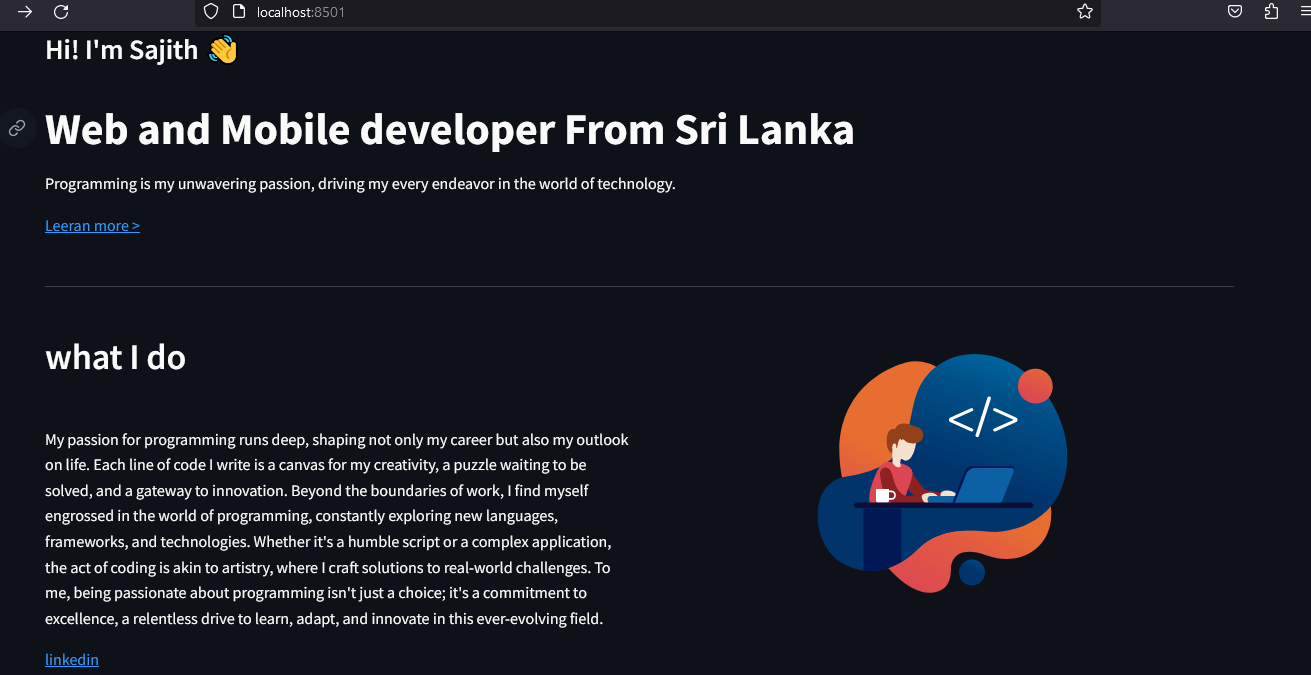 localhost:8501
Hi! I'm Sajith 👋
Web and Mobile developer From Sri Lanka
Programming is my unwavering passion, driving my every endeavor in the world of technology.
Leeran more >
what I do
</>
My passion for programming runs deep, shaping not only my career but also my outlook
on life. Each line of code I write is a canvas for my creativity, a puzzle waiting to be
solved, and a gateway to innovation. Beyond the boundaries of work, I find myself
engrossed in the world of programming, constantly exploring new languages,
frameworks, and technologies. Whether it's a humble script or a complex application,
the act of coding is akin to artistry, where I craft solutions to real-world challenges. To
me, being passionate about programming isn't just a choice; it's a commitment to
excellence, a relentless drive to learn, adapt, and innovate in this ever-evolving field.
linkedin